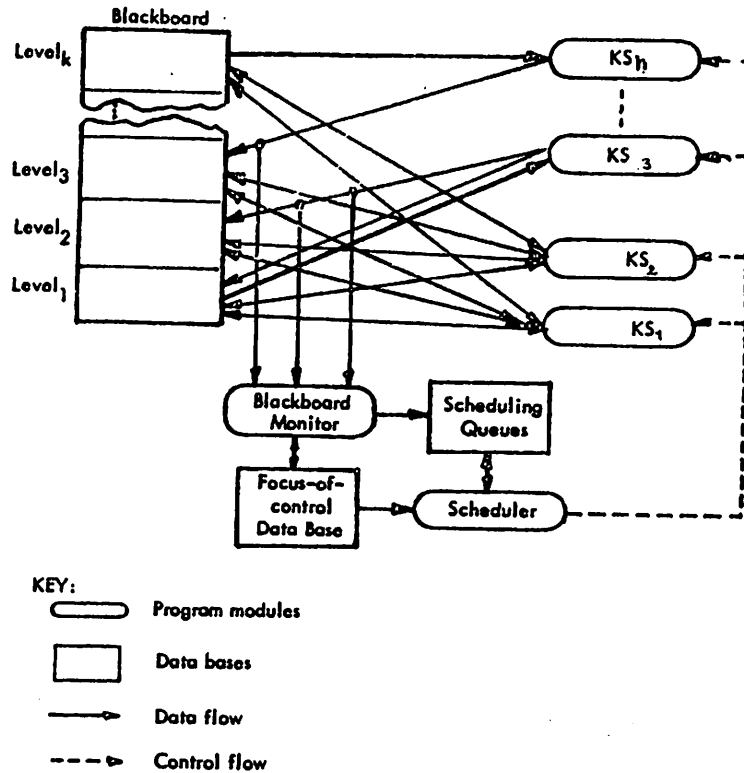 Blackboard
Level k
KS h
Level 3
KS 3
Level 2
KS 2
Level 1
KS 1
Blackboard
Monitor
Scheduling
Queues
Focus-of-
control
Data Base
Scheduler
KEY:
Program modules
Data bases
Data flow
Control flow